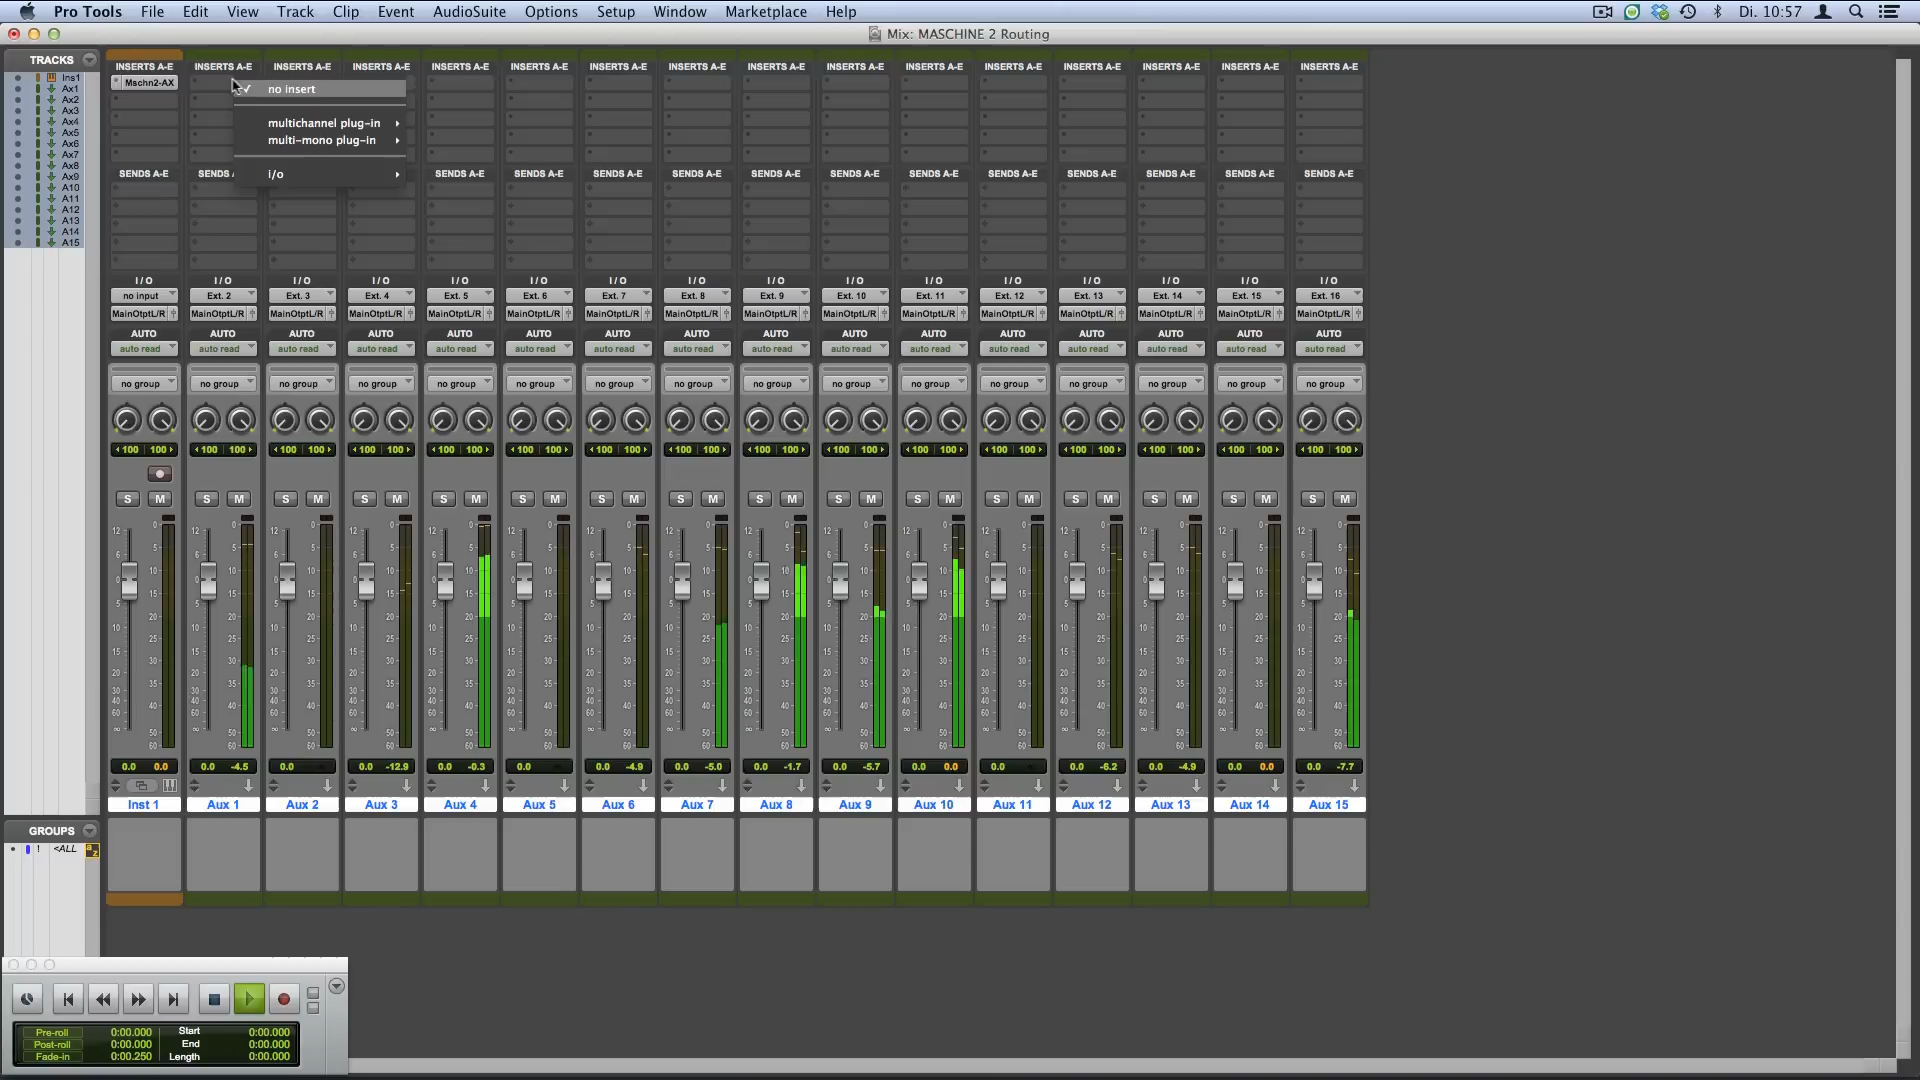 Pro Tools File Edit View Track Clip Event AudioSuite Options Setup Window Marketplace Help Di. 10:57
Mix: MASCHINE 2 Routing
TRACKS
Ins1
Ax1
Ax2
Ax3
Ax4
Ax5
Ax6
Ax7
Ax8
Ax9
A10
A11
A12
A13
A14
A15
INSERTS A-E INSERTS A-E INSERTS A-E INSERTS A-E INSERTS A-E INSERTS A-E INSERTS A-E INSERTS A-E INSERTS A-E INSERTS A-E INSERTS A-E INSERTS A-E INSERTS A-E INSERTS A-E INSERTS A-E INSERTS A-E
Mschn2-AX
no insert
multichannel plug-in
multi-mono plug-in
i/o
SENDS A-E SENDS A SENDS A-E SENDS A-E SENDS A-E SENDS A-E SENDS A-E SENDS A-E SENDS A-E SENDS A-E SENDS A-E SENDS A-E SENDS A-E
I/O I/O I/O I/O I/O I/O I/O I/O I/O I/O I/O I/O I/O I/O I/O I/O
no input Ext. 2 Ext. 3 Ext. 4 Ext. 5 Ext. 6 Ext. 7 Ext. 8 Ext. 9 Ext. 10 Ext. 11 Ext. 12 Ext. 13 Ext. 14 Ext. 15 Ext. 16
MainOtptL/R MainOtptL/R MainOtptL/R MainOtptL/R MainOtptL/R MainOtptL/R MainOtptL/R MainOtptL/R MainOtptL/R MainOtptL/R MainOtptL/R MainOtptL/R MainOtptL/R MainOtptL/R MainOtptL/R MainOtptL/R
AUTO AUTO AUTO AUTO AUTO AUTO AUTO AUTO AUTO AUTO AUTO AUTO AUTO AUTO AUTO AUTO
auto read auto read auto read auto read auto read auto read auto read auto read auto read auto read auto read auto read auto read auto read auto read auto read
no group no group no group no group no group no group no group no group no group no group no group no group no group no group no group no group
100 100 100 100 100 100 100 100 100 100 100 100 100 100 100 100 100 100 100 100 100 100 100 100 100 100 100 100 100 100 100 100
S M S M S M S M S M S M S M S M S M S M S M S M S M S M S M S M
0.0 0.0 0.0 -4.5 0.0 0.0 -12.9 0.0 -0.3 0.0 0.0 -4.9 0.0 -5.0 0.0 -1.7 0.0 -5.7 0.0 0.0 0.0 0.0 -6.2 0.0 -4.9 0.0 0.0 0.0 -7.7
Inst 1 Aux 1 Aux 2 Aux 3 Aux 4 Aux 5 Aux 6 Aux 7 Aux 8 Aux 9 Aux 10 Aux 11 Aux 12 Aux 13 Aux 14 Aux 15
GROUPS
! <ALL a z
Pre-roll 0:00.000 Start 0:00.000
Post-roll 0:00.000 End 0:00.000
Fade-in 0:00.250 Length 0:00.000